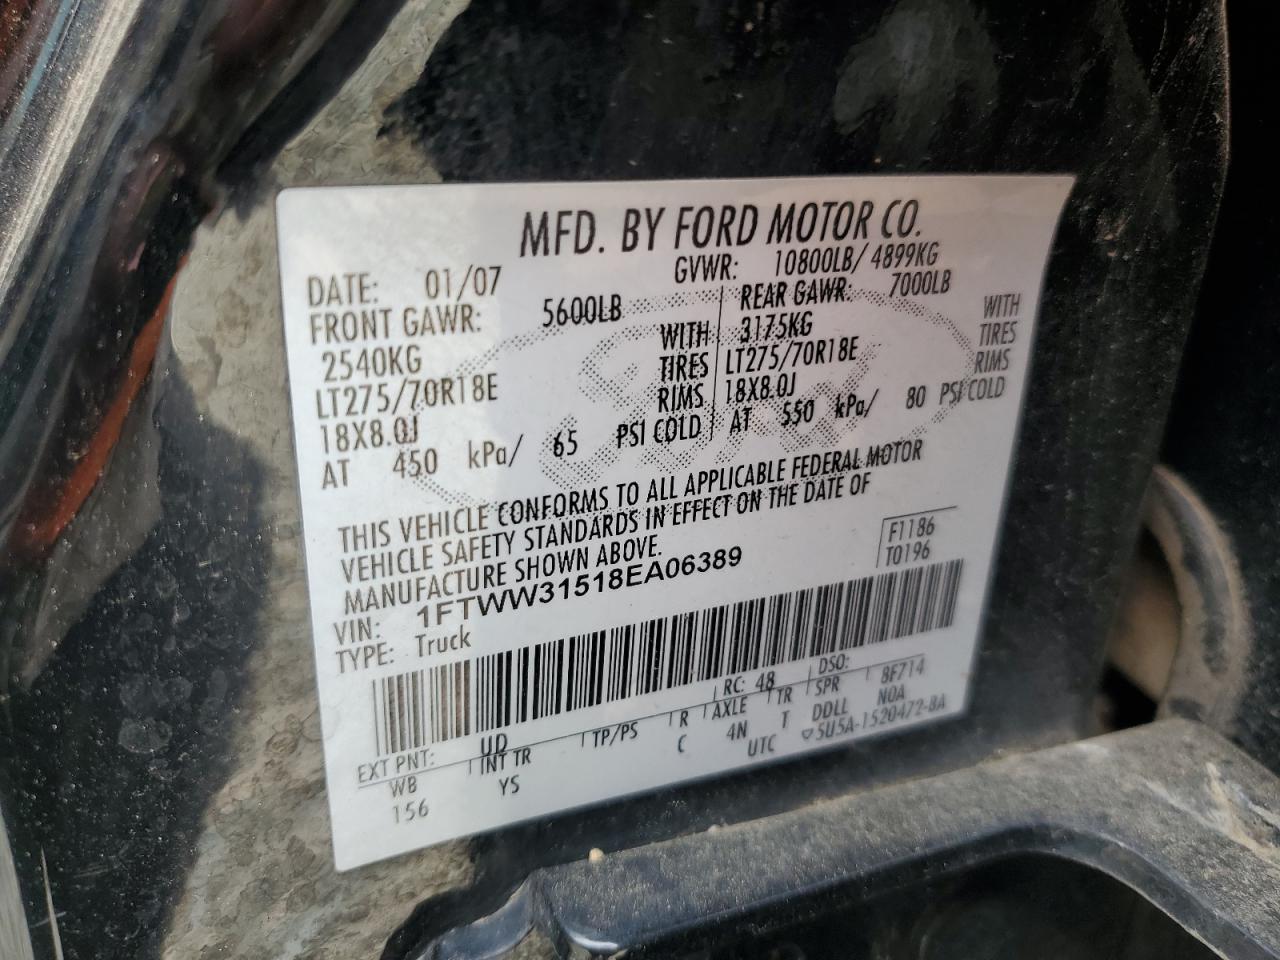 MFD. BY FORD MOTOR CO.
DATE: 01/07 GVWR: 10800LB/ 4899KG
FRONT GAWR: 5600LB REAR GAWR: 7000LB
2540KG WITH 3175KG WITH
LT275/70R18E TIRES LT275/70R18E TIRES
18X8.0J RIMS 18X8.0J RIMS
AT 450 kPa/ 65 PSI COLD AT 550 kPa/ 80 PSI COLD
THIS VEHICLE CONFORMS TO ALL APPLICABLE FEDERAL MOTOR
VEHICLE SAFETY STANDARDS IN EFFECT ON THE DATE OF
MANUFACTURE SHOWN ABOVE.
F1186
T0196
VIN: 1FTWW31518EA06389
TYPE: Truck
EXT PNT: UD RC: 48 DSO:
WB INT TR TP/PS R AXLE TR SPR 8F714
156 YS C 4N T DDLL N0A
UTC ▽5U5A-1520472-BA